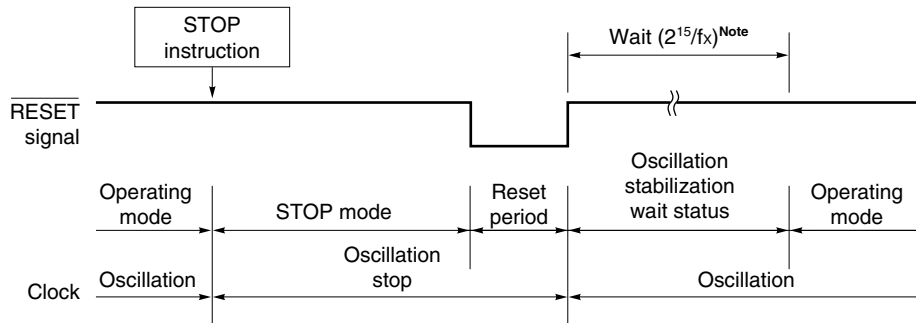 STOP
instruction
Wait (2¹⁵/fx)ᴺᵒᵗᵉ
RESET
signal
Operating
mode
STOP mode
Reset
period
Oscillation
stabilization
wait status
Operating
mode
Clock
Oscillation
Oscillation
stop
Oscillation